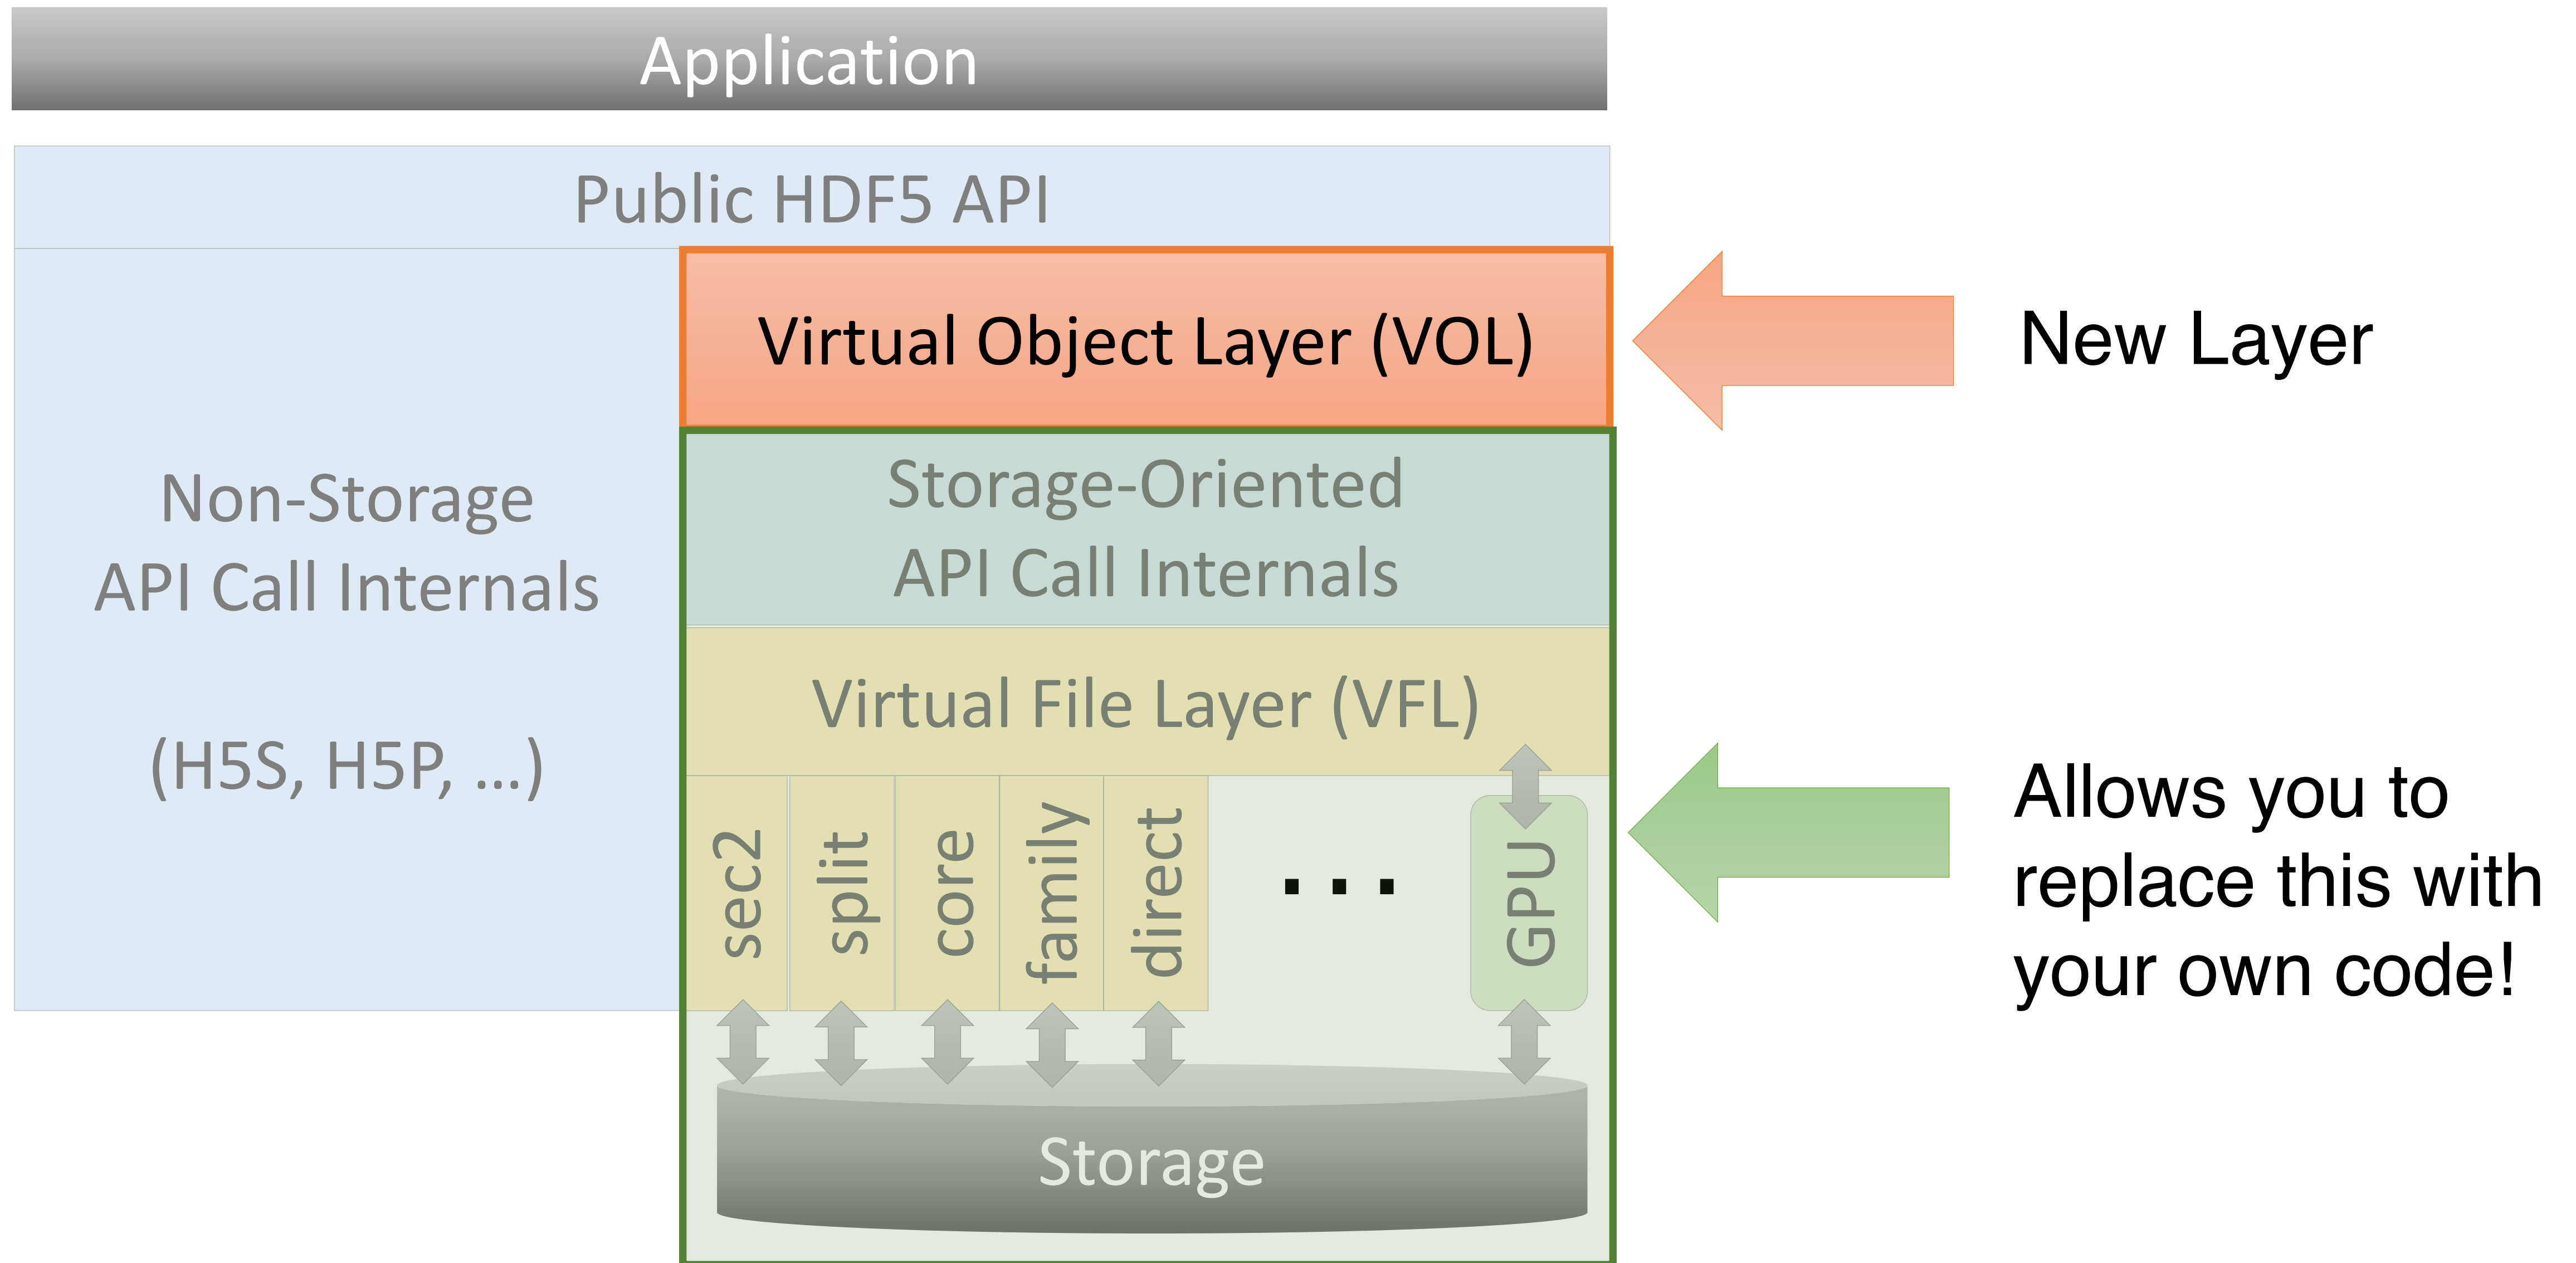 Application
Public HDF5 API
Virtual Object Layer (VOL)
New Layer
Non-Storage
API Call Internals
(H5S, H5P, ...)
Storage-Oriented
API Call Internals
Virtual File Layer (VFL)
sec2
split
core
family
direct
...
GPU
Allows you to
replace this with
your own code!
Storage